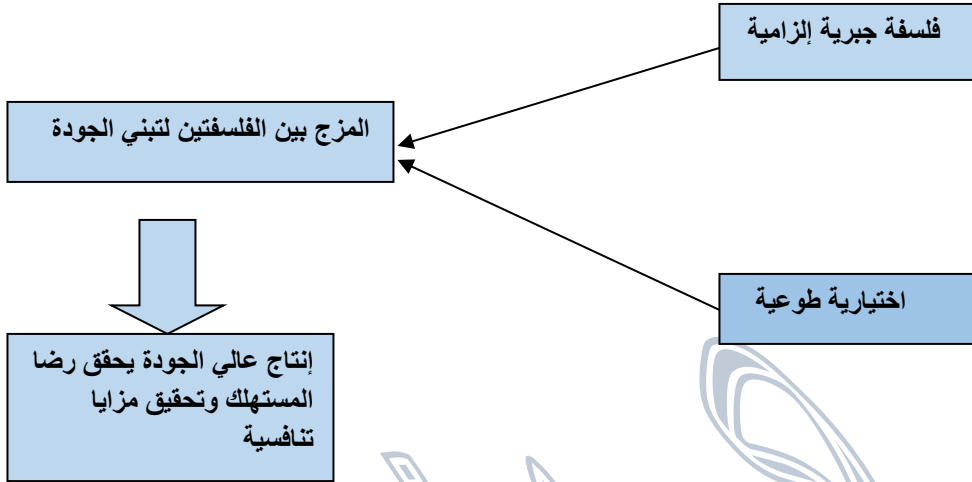 فلسفة جبرية إلزامية
المزج بين الفلسفتين لتبني الجودة
اختيارية طوعية
إنتاج عالي الجودة يحقق رضا
المستهلك وتحقيق مزايا
تنافسية